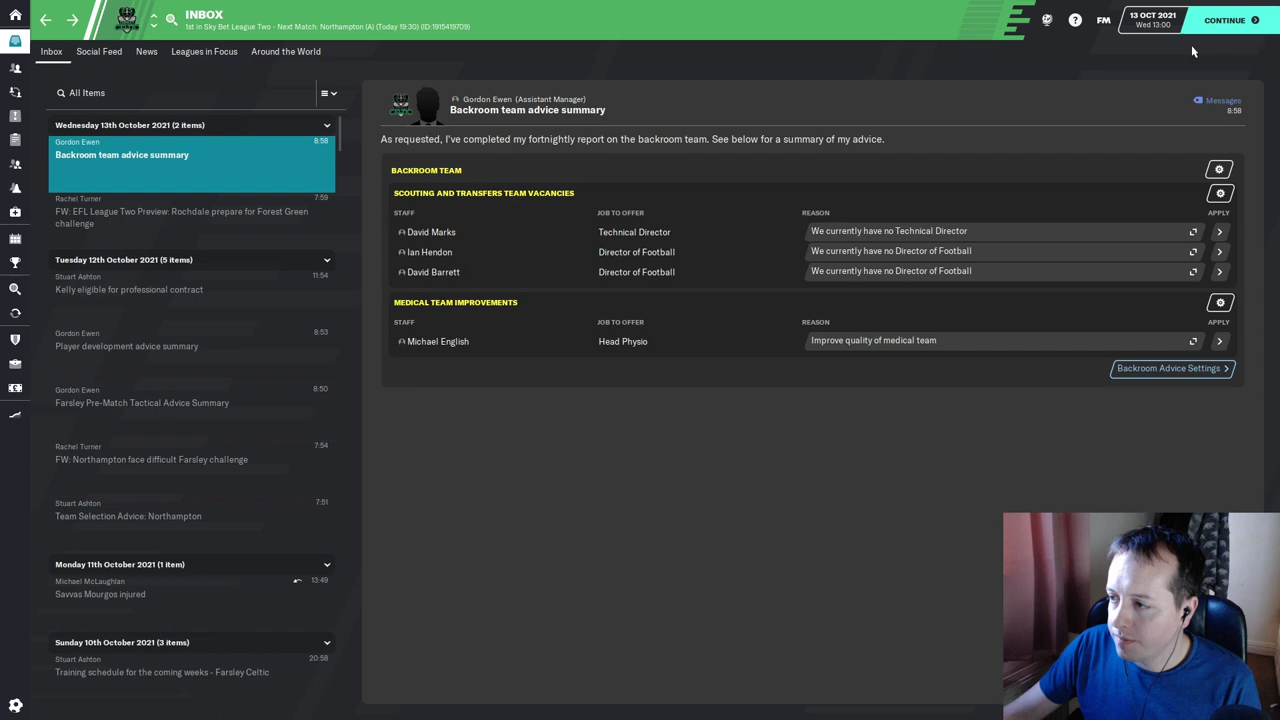 INBOX
1st in Sky Bet League Two - Next Match: Northampton (A) (Today 19:30) (ID:1915419709)
FM
13 OCT 2021
Wed 13:00
CONTINUE
Inbox
Social Feed
News
Leagues in Focus
Around the World
All Items
Wednesday 13th October 2021 (2 items)
Gordon Ewen 8:58
Backroom team advice summary
Rachel Turner 7:59
FW: EFL League Two Preview: Rochdale prepare for Forest Green
challenge
Tuesday 12th October 2021 (5 items)
Stuart Ashton 11:54
Kelly eligible for professional contract
Gordon Ewen 8:53
Player development advice summary
Gordon Ewen 8:50
Farsley Pre-Match Tactical Advice Summary
Rachel Turner 7:54
FW: Northampton face difficult Farsley challenge
Stuart Ashton 7:51
Team Selection Advice: Northampton
Monday 11th October 2021 (1 item)
Michael McLaughlan 13:49
Savvas Mourgos injured
Sunday 10th October 2021 (3 items)
Stuart Ashton 20:58
Training schedule for the coming weeks - Farsley Celtic
Gordon Ewen (Assistant Manager)
Backroom team advice summary
Messages
8:58
As requested, I've completed my fortnightly report on the backroom team. See below for a summary of my advice.
BACKROOM TEAM
SCOUTING AND TRANSFERS TEAM VACANCIES
STAFF JOB TO OFFER REASON APPLY
David Marks Technical Director We currently have no Technical Director
Ian Hendon Director of Football We currently have no Director of Football
David Barrett Director of Football We currently have no Director of Football
MEDICAL TEAM IMPROVEMENTS
STAFF JOB TO OFFER REASON APPLY
Michael English Head Physio Improve quality of medical team
Backroom Advice Settings